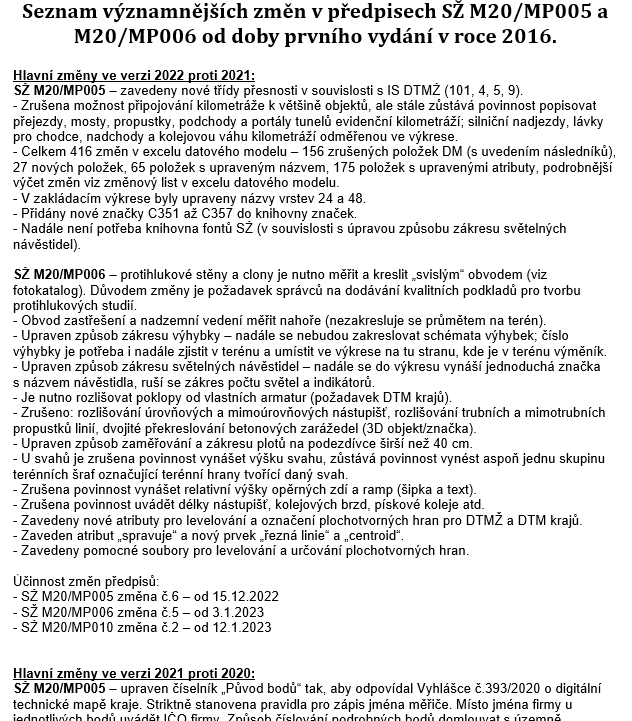 Seznam významnějších změn v předpisech SŽ M20/MP005 a
M20/MP006 od doby prvního vydání v roce 2016.
Hlavní změny ve verzi 2022 proti 2021:
SŽ M20/MP005 – zavedeny nové třídy přesnosti v souvislosti s IS DTMŽ (101, 4, 5, 9).
- Zrušena možnost připojování kilometráže k většině objektů, ale stále zůstává povinnost popisovat
přejezdy, mosty, propustky, podchody a portály tunelů evidenční kilometráží; silniční nadjezdy, lávky
pro chodce, nadchody a kolejovou váhu kilometráží odměřenou ve výkrese.
- Celkem 416 změn v excelu datového modelu – 156 zrušených položek DM (s uvedením následníků),
27 nových položek, 65 položek s upraveným názvem, 175 položek s upravenými atributy, podrobnější
výčet změn viz změnový list v excelu datového modelu.
- V zakládacím výkrese byly upraveny názvy vrstev 24 a 48.
- Přidány nové značky C351 až C357 do knihovny značek.
- Nadále není potřeba knihovna fontů SŽ (v souvislosti s úpravou způsobu zákresu světelných
návěstidel).
SŽ M20/MP006 – protihlukové stěny a clony je nutno měřit a kreslit „svislým“ obvodem (viz
fotokatalog). Důvodem změny je požadavek správců na dodávání kvalitních podkladů pro tvorbu
protihlukových studií.
- Obvod zastřešení a nadzemní vedení měřit nahoře (nezakresluje se průmětem na terén).
- Upraven způsob zákresu výhybky – nadále se nebudou zakreslovat schémata výhybek; číslo
výhybky je potřeba i nadále zjistit v terénu a umístit ve výkrese na tu stranu, kde je v terénu výměník.
- Upraven způsob zákresu světelných návěstidel – nadále se do výkresu vynáší jednoduchá značka
s názvem návěstidla, ruší se zákres počtu světel a indikátorů.
- Je nutno rozlišovat poklopy od vlastních armatur (požadavek DTM krajů).
- Zrušeno: rozlišování úrovňových a mimoúrovňových nástupišť, rozlišování trubních a mimotrubních
propustků linií, dvojité překreslování betonových zarážedel (3D objekt/značka).
- Upraven způsob zaměřování a zákresu plotů na podezdívce širší než 40 cm.
- U svahů je zrušena povinnost vynášet výšku svahu, zůstává povinnost vynést aspoň jednu skupinu
terénních šraf označující terénní hrany tvořící daný svah.
- Zrušena povinnost vynášet relativní výšky opěrných zdí a ramp (šipka a text).
- Zrušena povinnost uvádět délky nástupišť, kolejových brzd, pískové koleje atd.
- Zavedeny nové atributy pro levelování a označení plochotvorných hran pro DTMŽ a DTM krajů.
- Zaveden atribut „spravuje“ a nový prvek „řezná linie“ a „centroid“.
- Zavedeny pomocné soubory pro levelování a určování plochotvorných hran.
Účinnost změn předpisů:
- SŽ M20/MP005 změna č.6 – od 15.12.2022
- SŽ M20/MP006 změna č.5 – od 3.1.2023
- SŽ M20/MP010 změna č.2 – od 12.1.2023
Hlavní změny ve verzi 2021 proti 2020:
SŽ M20/MP005 – upraven číselník „Původ bodů“ tak, aby odpovídal Vyhlášce č.393/2020 o digitální
technické mapě kraje. Striktně stanovena pravidla pro zápis jména měřiče. Místo jména firmy u
jednotlivých bodů uvádět IČO firmy. Způsob číslování podrobných bodů domlouvat s územně